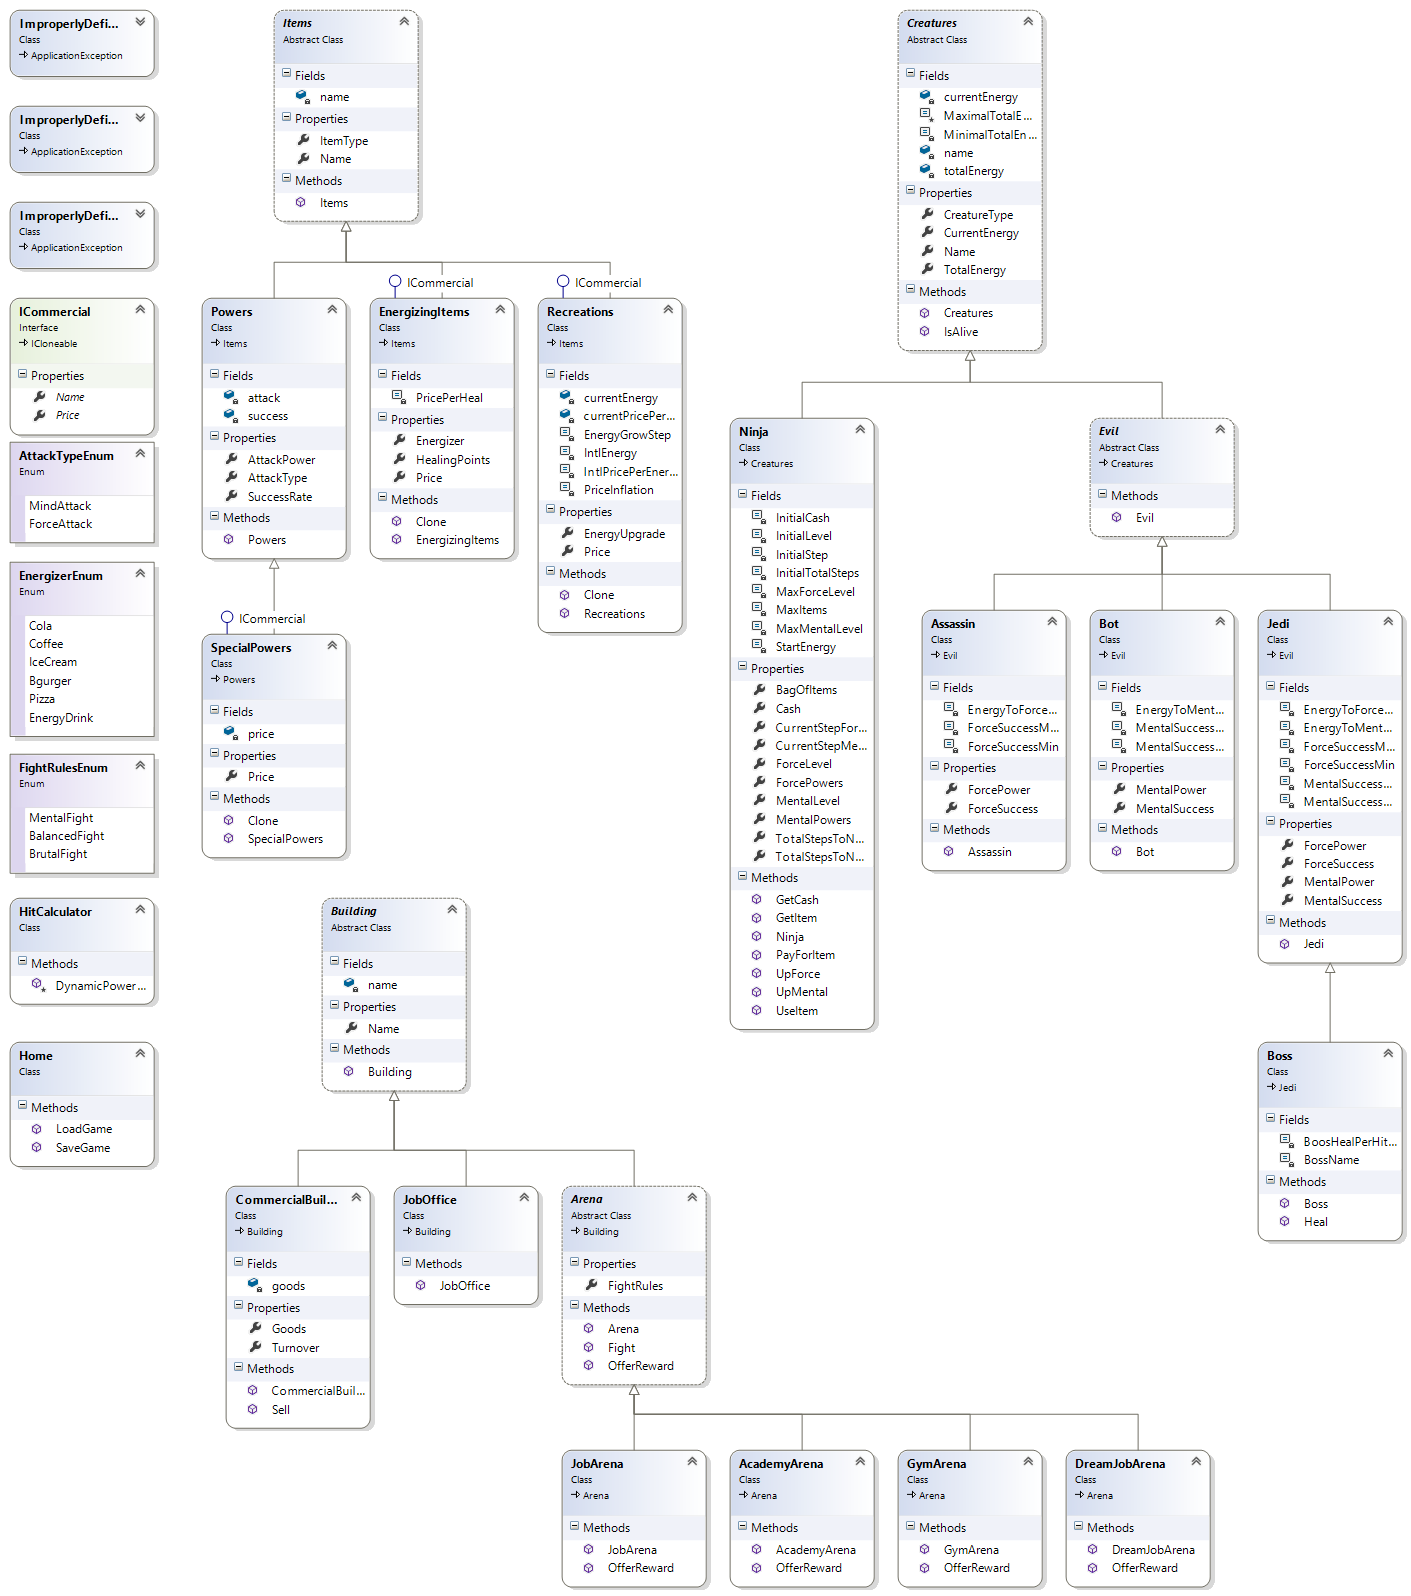 ImproperlyDefi...
Class
ApplicationException
ImproperlyDefi...
Class
ApplicationException
ImproperlyDefi...
Class
ApplicationException
ICommercial
Interface
ICloneable
Properties
Name
Price
AttackTypeEnum
Enum
MindAttack
ForceAttack
EnergizerEnum
Enum
Cola
Coffee
IceCream
Bgurger
Pizza
EnergyDrink
FightRulesEnum
Enum
MentalFight
BalancedFight
BrutalFight
HitCalculator
Class
Methods
DynamicPower...
Home
Class
Methods
LoadGame
SaveGame
Items
Abstract Class
Fields
name
Properties
ItemType
Name
Methods
Items
Powers
Class
Items
Fields
attack
success
Properties
AttackPower
AttackType
SuccessRate
Methods
Powers
ICommercial
SpecialPowers
Class
Powers
Fields
price
Properties
Price
Methods
Clone
SpecialPowers
ICommercial
EnergizingItems
Class
Items
Fields
PricePerHeal
Properties
Energizer
HealingPoints
Price
Methods
Clone
EnergizingItems
ICommercial
Recreations
Class
Items
Fields
currentEnergy
currentPricePer...
EnergyGrowStep
IntlEnergy
IntlPricePerEner...
PriceInflation
Properties
EnergyUpgrade
Price
Methods
Clone
Recreations
Creatures
Abstract Class
Fields
currentEnergy
MaximalTotalE...
MinimalTotalEn...
name
totalEnergy
Properties
CreatureType
CurrentEnergy
Name
TotalEnergy
Methods
Creatures
IsAlive
Ninja
Class
Creatures
Fields
InitialCash
InitialLevel
InitialStep
InitialTotalSteps
MaxForceLevel
MaxItems
MaxMentalLevel
StartEnergy
Properties
BagOfItems
Cash
CurrentStepFor...
CurrentStepMe...
ForceLevel
ForcePowers
MentalLevel
MentalPowers
TotalStepsToN...
TotalStepsToN...
Methods
GetCash
GetItem
Ninja
PayForItem
UpForce
UpMental
UseItem
Evil
Abstract Class
Creatures
Methods
Evil
Assassin
Class
Evil
Fields
EnergyToForce...
ForceSuccessM...
ForceSuccessMin
Properties
ForcePower
ForceSuccess
Methods
Assassin
Bot
Class
Evil
Fields
EnergyToMent...
MentalSuccess...
MentalSuccess...
Properties
MentalPower
MentalSuccess
Methods
Bot
Jedi
Class
Evil
Fields
EnergyToForce...
EnergyToMent...
ForceSuccessM...
ForceSuccessMin
MentalSuccess...
MentalSuccess...
Properties
ForcePower
ForceSuccess
MentalPower
MentalSuccess
Methods
Jedi
Boss
Class
Jedi
Fields
BoosHealPerHit...
BossName
Methods
Boss
Heal
Building
Abstract Class
Fields
name
Properties
Name
Methods
Building
CommercialBuil...
Class
Building
Fields
goods
Properties
Goods
Turnover
Methods
CommercialBuil...
Sell
JobOffice
Class
Building
Methods
JobOffice
Arena
Abstract Class
Building
Properties
FightRules
Methods
Arena
Fight
OfferReward
JobArena
Class
Arena
Methods
JobArena
OfferReward
AcademyArena
Class
Arena
Methods
AcademyArena
OfferReward
GymArena
Class
Arena
Methods
GymArena
OfferReward
DreamJobArena
Class
Arena
Methods
DreamJobArena
OfferReward